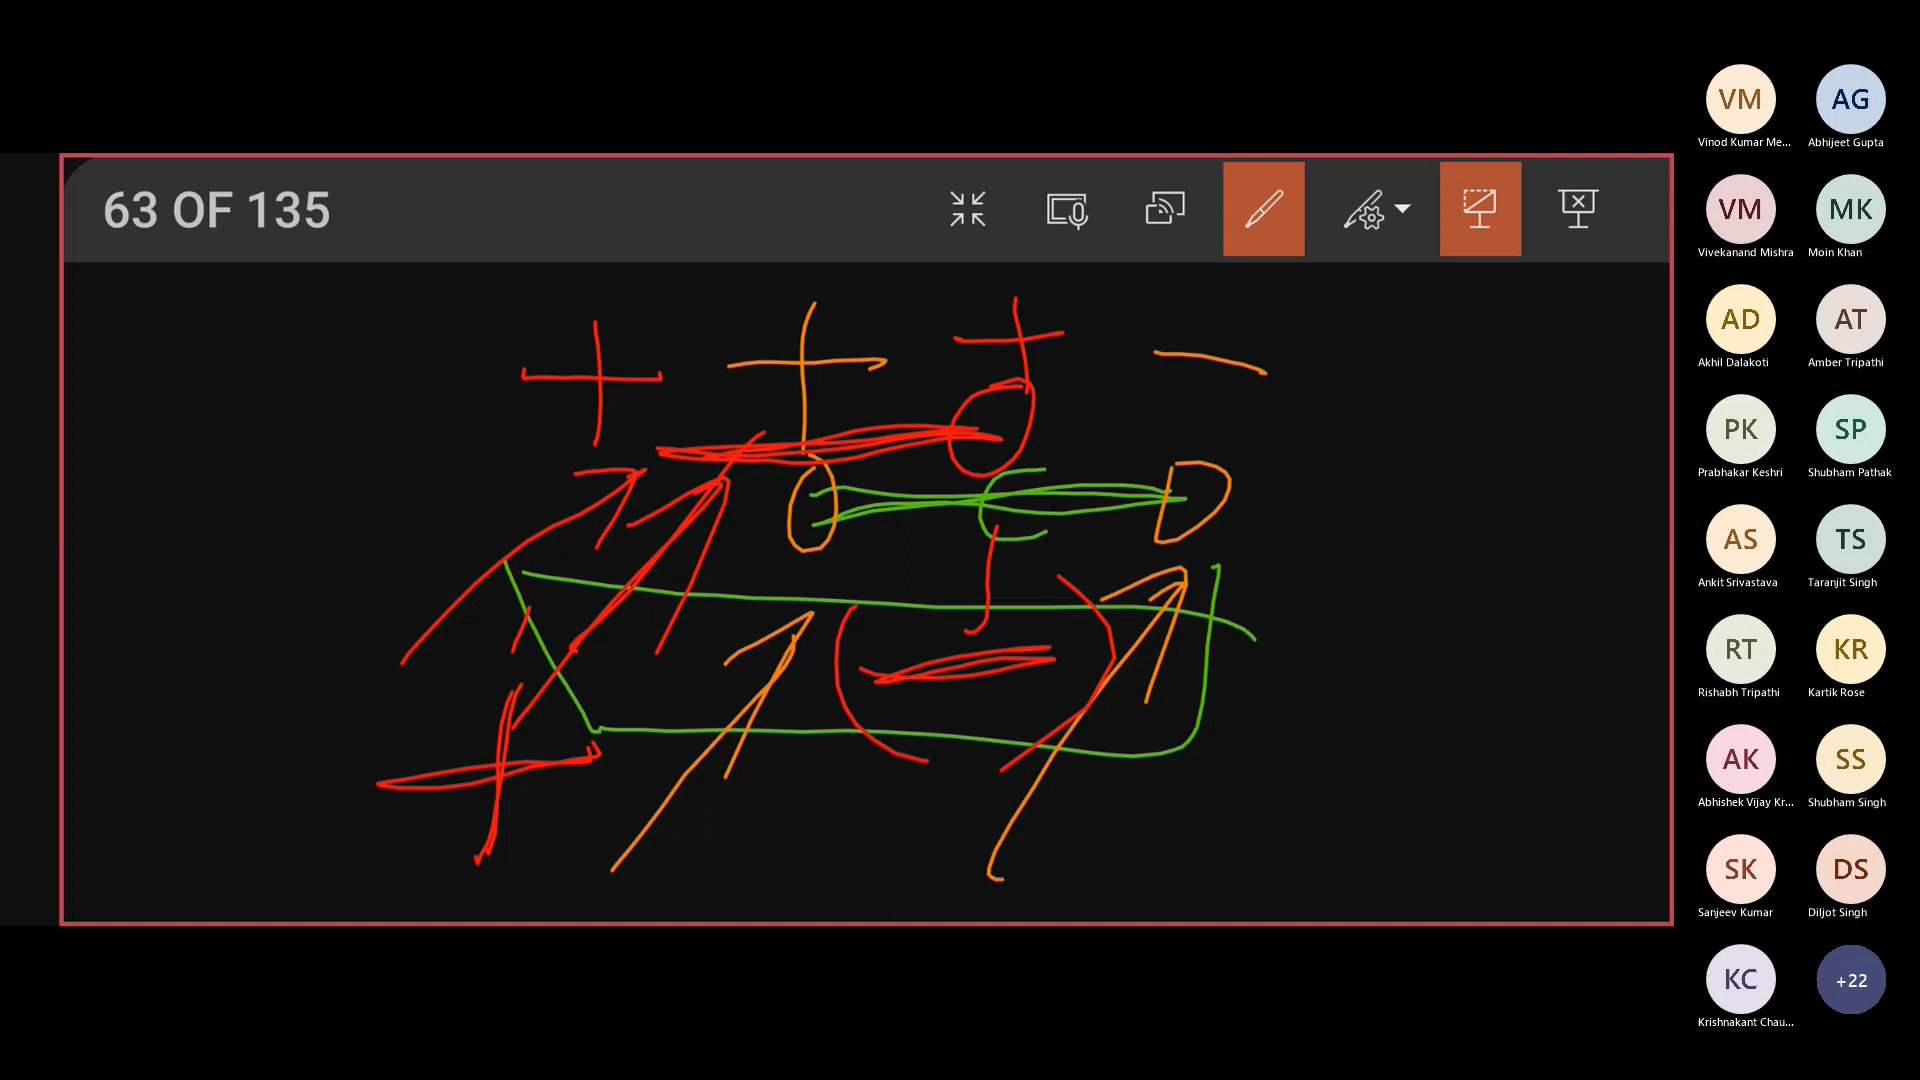 63 OF 135
+ + + -
0 C D
VM AG
Vinod Kumar Me... Abhijeet Gupta
VM MK
Vivekanand Mishra Moin Khan
AD AT
Akhil Dalakoti Amber Tripathi
PK SP
Prabhakar Keshri Shubham Pathak
AS TS
Ankit Srivastava Taranjit Singh
RT KR
Rishabh Tripathi Kartik Rose
AK SS
Abhishek Vijay Kr... Shubham Singh
SK DS
Sanjeev Kumar Diljot Singh
KC +22
Krishnakant Chau...